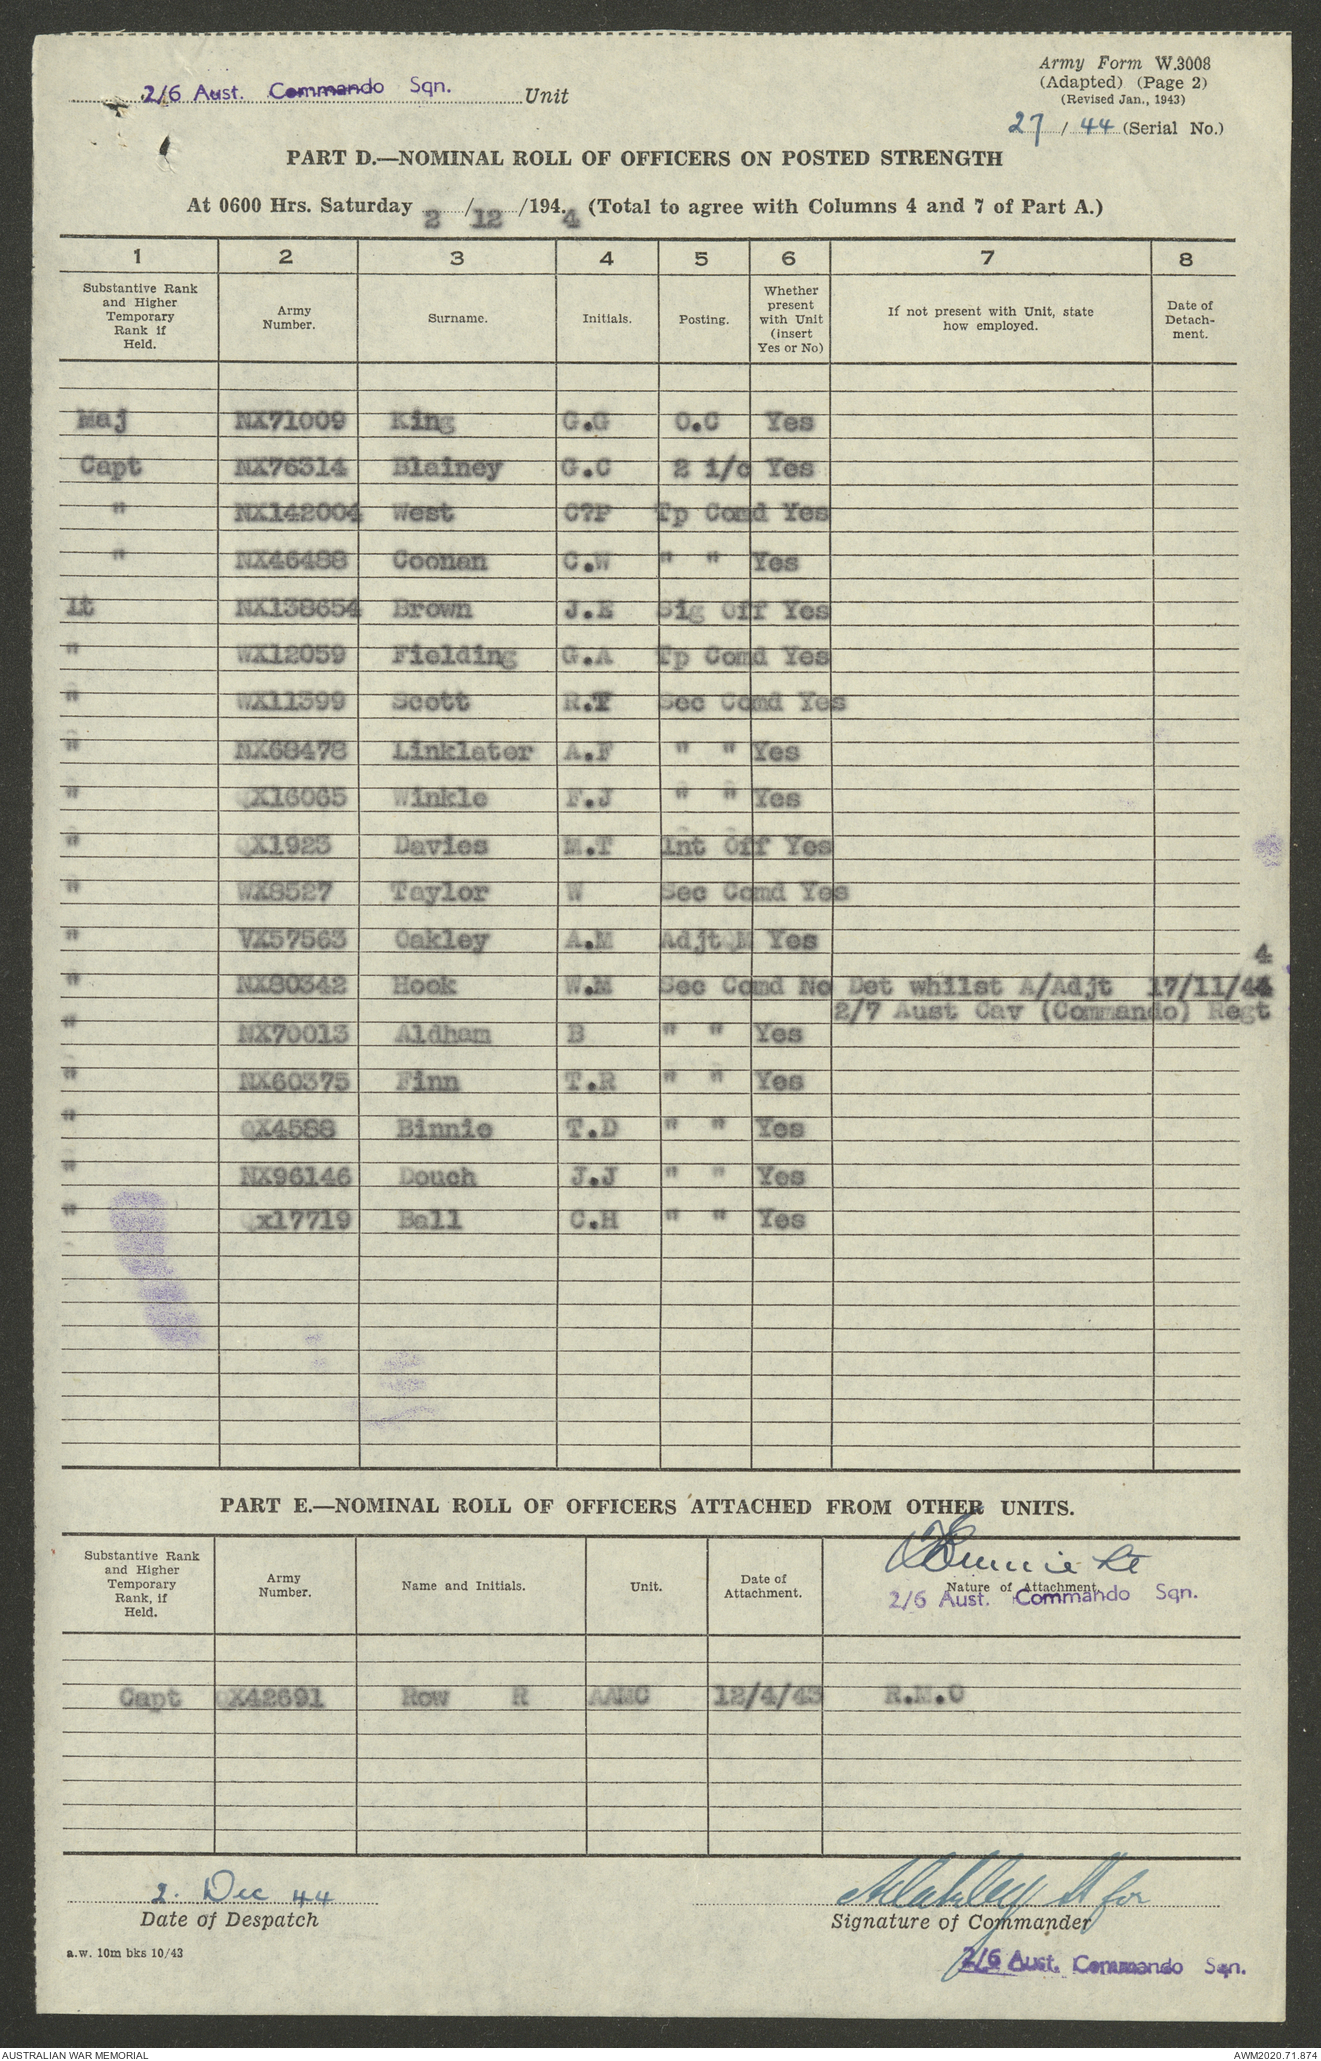 Army Form W.3008
2/6 Aust. Commando Sqn. Unit
(Adapted) (Page 2)
(Revised Jan., 1943)
27 / 44 (Serial No.)
PART D.—NOMINAL ROLL OF OFFICERS ON POSTED STRENGTH
At 0600 Hrs. Saturday 2 / 12 /1944 (Total to agree with Columns 4 and 7 of Part A.)
1 2 3 4 5 6 7 8
Substantive Rank and Higher Temporary Rank if Held. Army Number. Surname. Initials. Posting. Whether present with Unit (insert Yes or No) If not present with Unit, state how employed. Date of Detach-ment.
Maj NX71009 King G.G O.C Yes
Capt NX76314 Blainey G.C 2 i/c Yes
" NX142004 West C?P Tp Comd Yes
" NX46488 Coonan C.W " " Yes
Lt NX138654 Brown J.E Sig Off Yes
" WX12059 Fielding G.A Tp Comd Yes
" WX11399 Scott R.T Sec Comd Yes
" NX68478 Linklater A.F " " Yes
" QX16065 Winkle F.J " " Yes
" QX1923 Davies M.T Int Off Yes
" WX8527 Taylor W Sec Comd Yes
" VX57563 Oakley A.M AdjtQM Yes
4
" NX80342 Hook W.M Sec Comd No Det whilst A/Adjt 17/11/44
2/7 Aust Cav (Commando) Regt
" NX70013 Aldham B " " Yes
" NX60375 Finn T.R " " Yes
" QX4588 Binnie T.D " " Yes
" NX96146 Douch J.J " " Yes
" Qx17719 Ball C.H " " Yes
PART E.—NOMINAL ROLL OF OFFICERS ATTACHED FROM OTHER UNITS.
Binnie Lt
Substantive Rank and Higher Temporary Rank, if Held. Army Number. Name and Initials. Unit. Date of Attachment. Nature of Attachment.
2/6 Aust. Commando Sqn.
Capt QX42691 Row R AAMC 12/4/43 R.M.O
2. Dec 44 AMOakley Lt for
Date of Despatch Signature of Commander
a.w. 10m bks 10/43
2/6 Aust. Commando Sqn.
AUSTRALIAN WAR MEMORIAL AWM2020.71.874